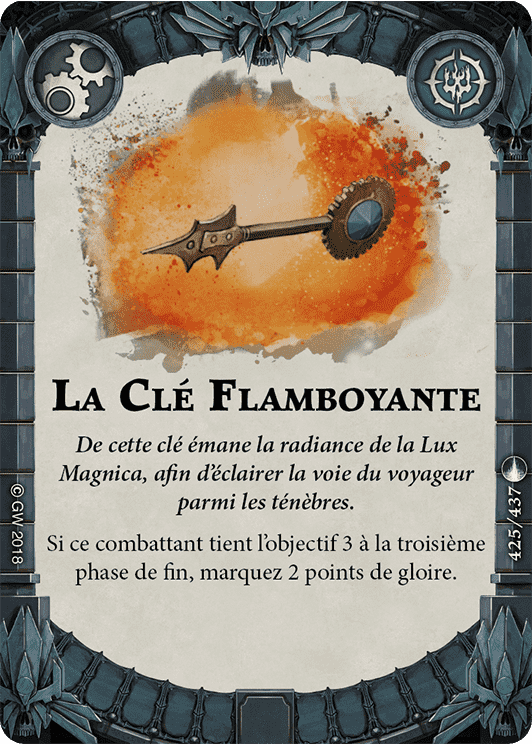 La Clé Flamboyante
De cette clé émane la radiance de la Lux
Magnica, afin d'éclairer la voie du voyageur
parmi les ténèbres.
Si ce combattant tient l'objectif 3 à la troisième
phase de fin, marquez 2 points de gloire.
© GW 2018
425/437